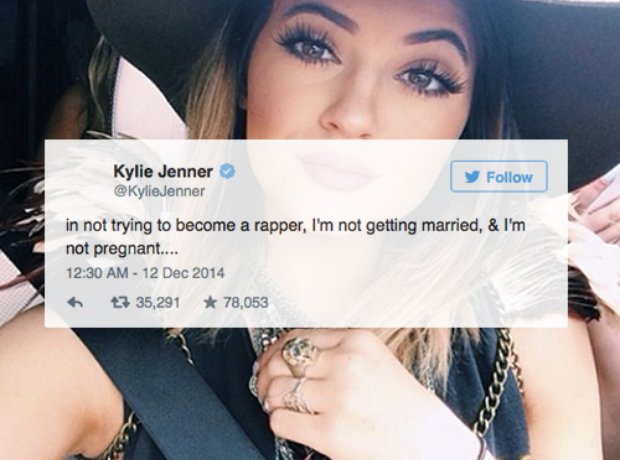 Kylie Jenner
@KylieJenner
Follow
in not trying to become a rapper, I'm not getting married, & I'm
not pregnant....
12:30 AM - 12 Dec 2014
35,291 78,053